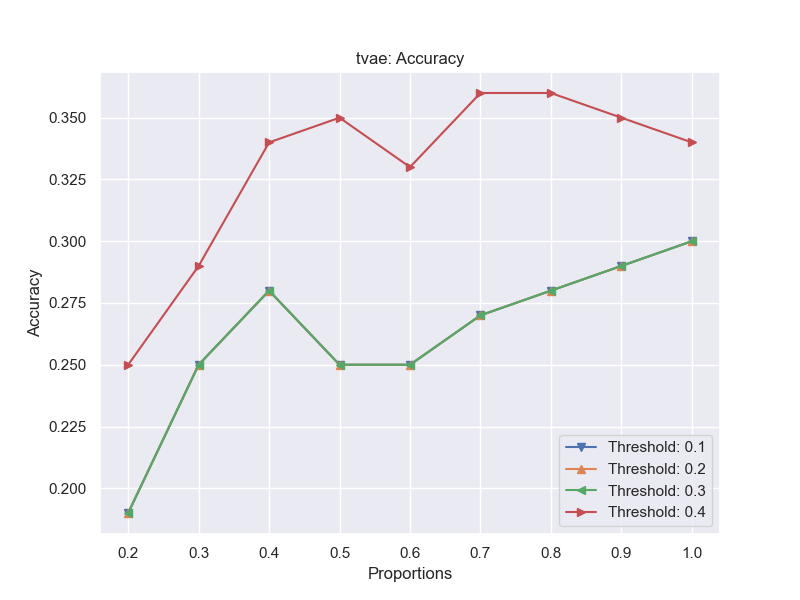 tvae: Accuracy
Accuracy
0.350
0.325
0.300
0.275
0.250
0.225
0.200
Threshold: 0.1
Threshold: 0.2
Threshold: 0.3
Threshold: 0.4
0.2 0.3 0.4 0.5 0.6 0.7 0.8 0.9 1.0
Proportions